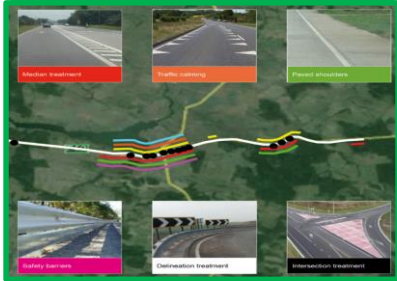 Median treatment
Traffic calming
Paved shoulders
Safety barriers
Delineation treatment
Intersection treatment